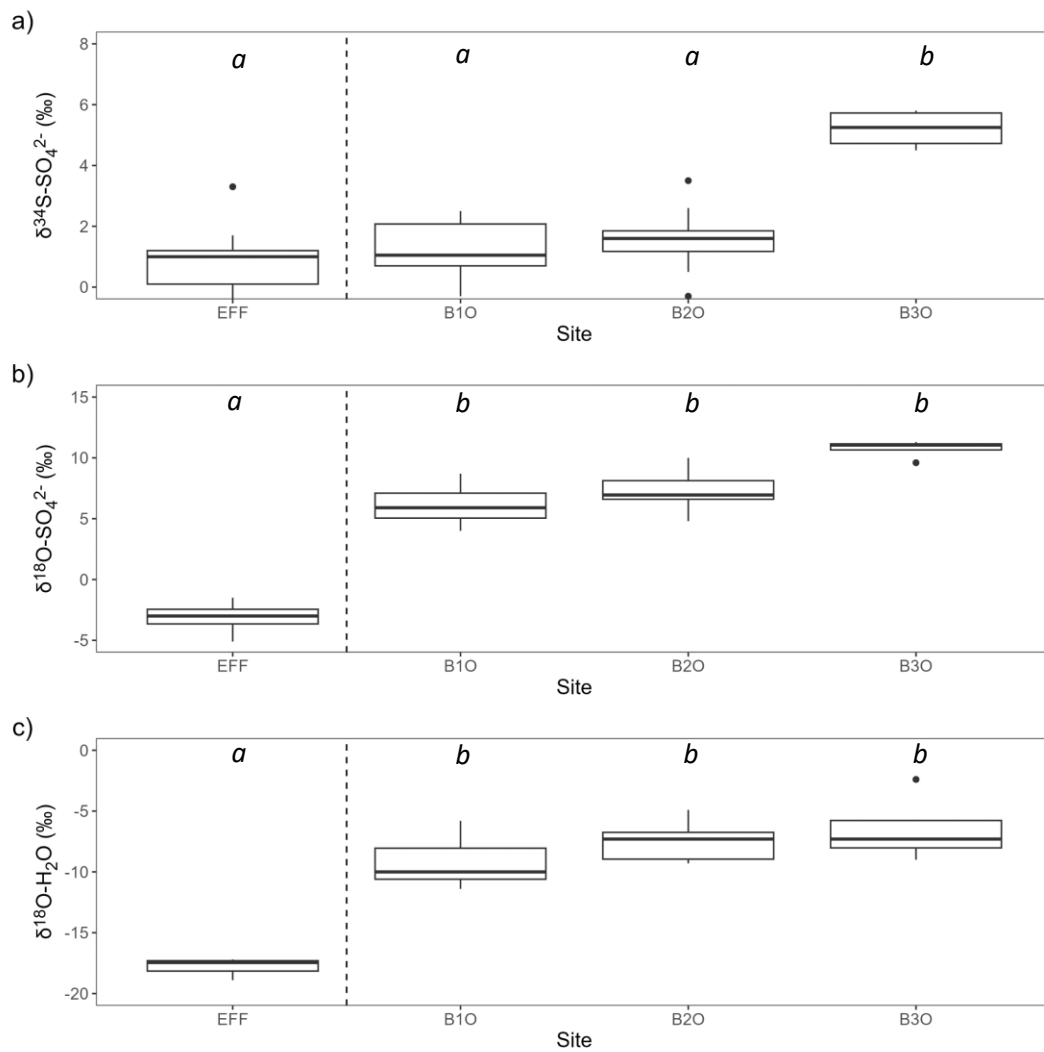 a)
a a a b
8
6
4
2
0
δ³⁴S-SO₄²⁻ (‰)
EFF B1O B2O B3O
Site
b)
a b b b
15
10
5
0
-5
δ¹⁸O-SO₄²⁻ (‰)
EFF B1O B2O B3O
Site
c)
a b b b
0
-5
-10
-15
-20
δ¹⁸O-H₂O (‰)
EFF B1O B2O B3O
Site